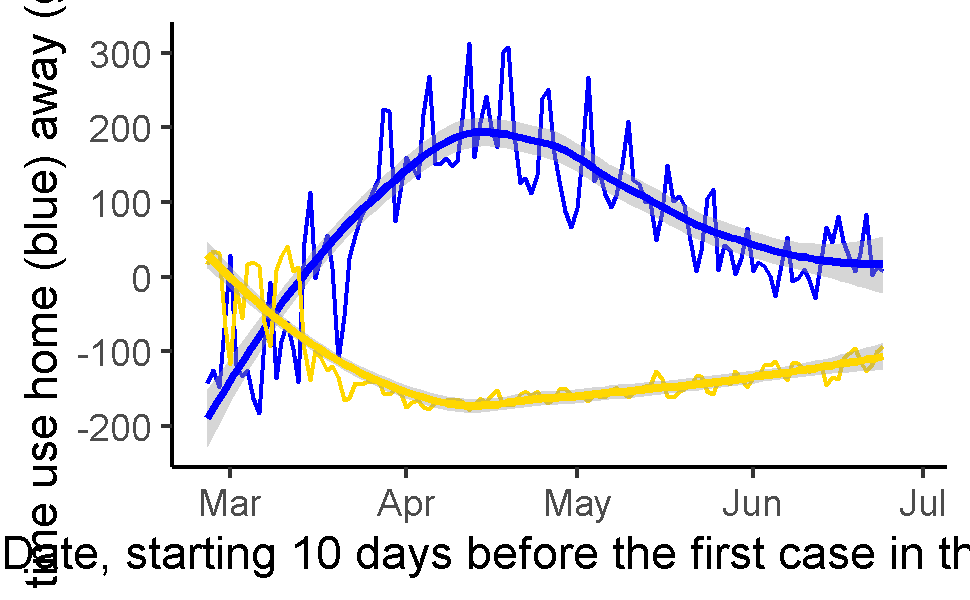 time use home (blue) away (
300
200
100
0
-100
-200
Mar Apr May Jun Jul
Date, starting 10 days before the first case in th